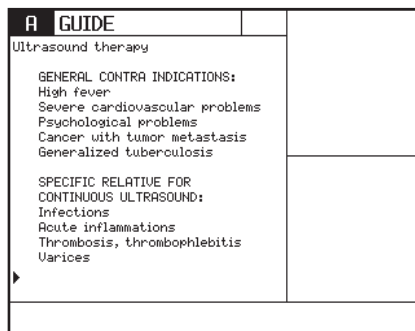 A GUIDE
Ultrasound therapy
GENERAL CONTRA INDICATIONS:
High fever
Severe cardiovascular problems
Psychological problems
Cancer with tumor metastasis
Generalized tuberculosis
SPECIFIC RELATIVE FOR
CONTINUOUS ULTRASOUND:
Infections
Acute inflammations
Thrombosis, thrombophlebitis
Varices